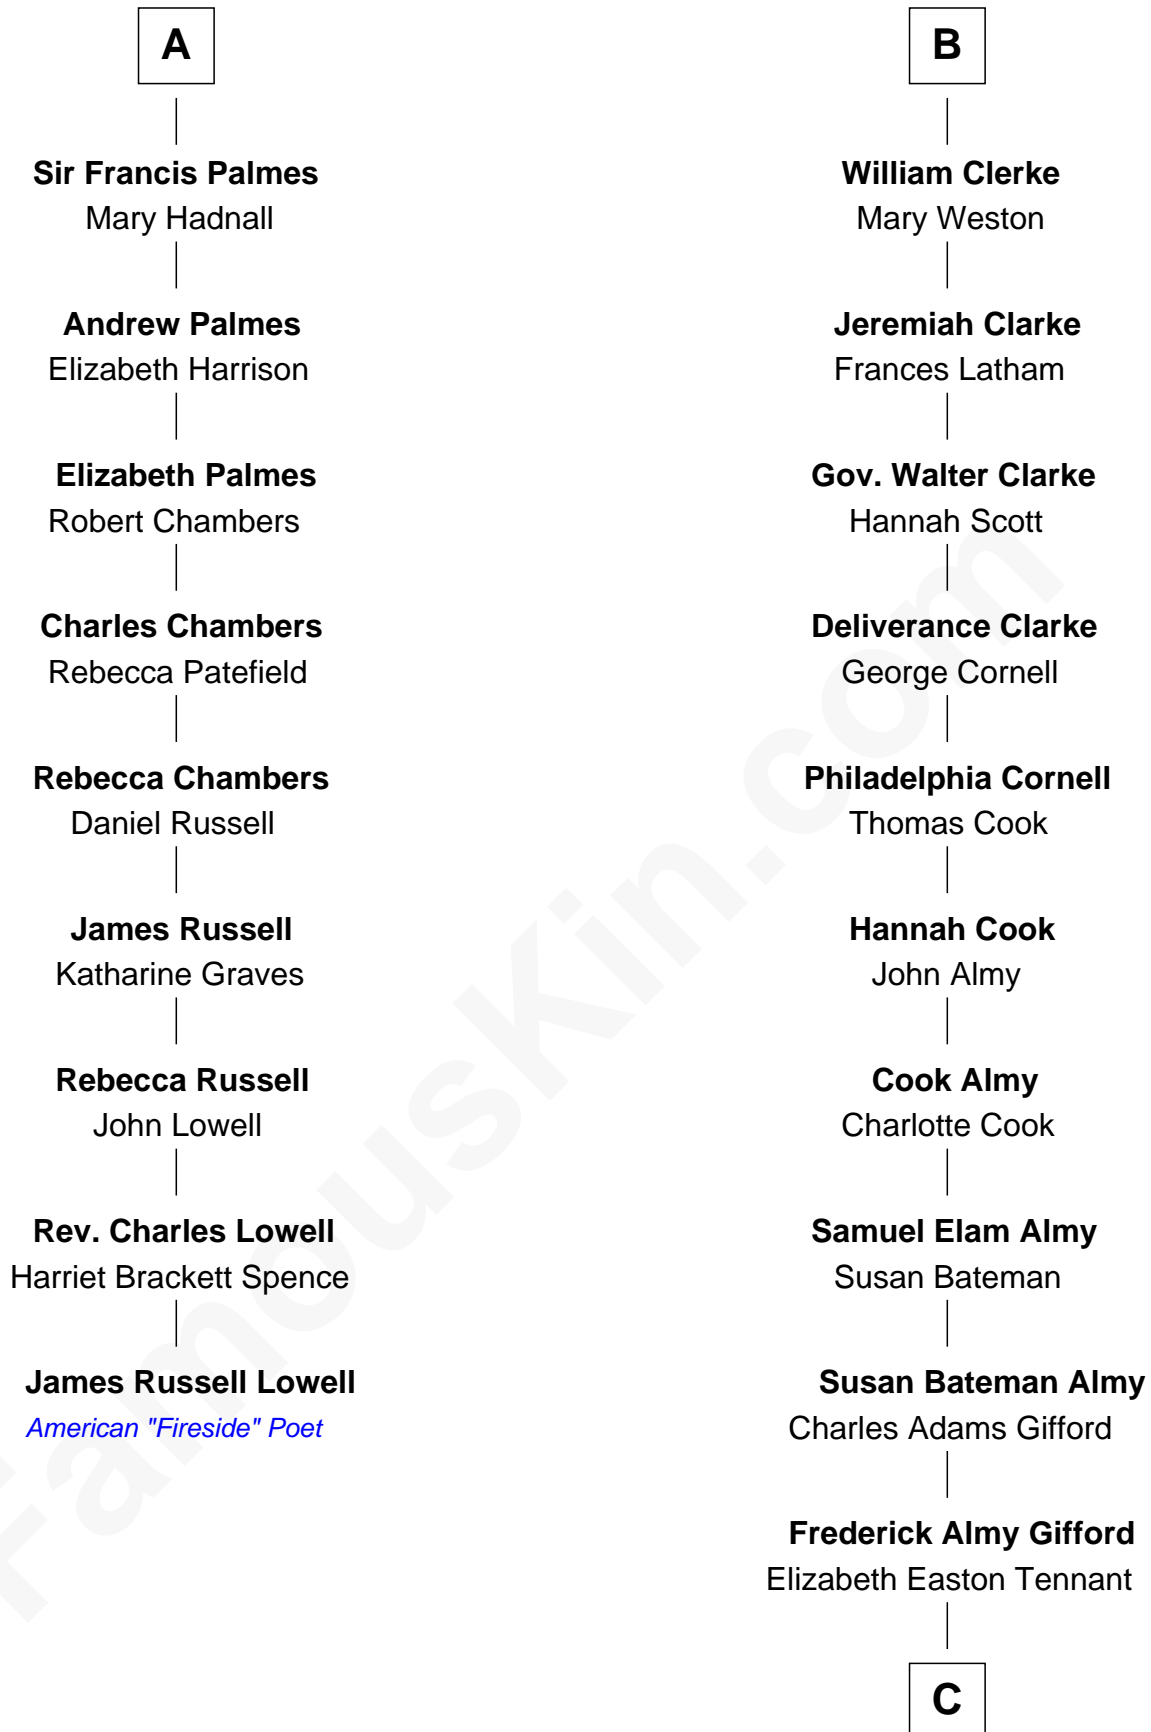 A
Sir Francis Palmes
Mary Hadnall
Andrew Palmes
Elizabeth Harrison
Elizabeth Palmes
Robert Chambers
Charles Chambers
Rebecca Patefield
Rebecca Chambers
Daniel Russell
James Russell
Katharine Graves
Rebecca Russell
John Lowell
Rev. Charles Lowell
Harriet Brackett Spence
James Russell Lowell
American "Fireside" Poet
B
William Clerke
Mary Weston
Jeremiah Clarke
Frances Latham
Gov. Walter Clarke
Hannah Scott
Deliverance Clarke
George Cornell
Philadelphia Cornell
Thomas Cook
Hannah Cook
John Almy
Cook Almy
Charlotte Cook
Samuel Elam Almy
Susan Bateman
Susan Bateman Almy
Charles Adams Gifford
Frederick Almy Gifford
Elizabeth Easton Tennant
C
FamousKin.com